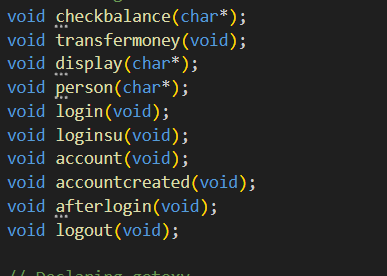 void checkbalance(char*);
void transfermoney(void);
void display(char*);
void person(char*);
void login(void);
void loginsu(void);
void account(void);
void accountcreated(void);
void afterlogin(void);
void logout(void);
// Declaring gotoxy